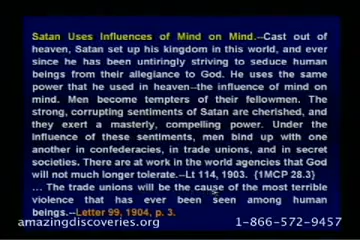 Satan Uses Influences of Mind on Mind.--Cast out of
heaven, Satan set up his kingdom in this world, and ever
since he has been untiringly striving to seduce human
beings from their allegiance to God. He uses the same
power that he used in heaven--the influence of mind on
mind. Men become tempters of their fellowmen. The
strong, corrupting sentiments of Satan are cherished, and
they exert a masterly, compelling power. Under the
influence of these sentiments, men bind up with one
another in confederacies, in trade unions, and in secret
societies. There are at work in the world agencies that God
will not much longer tolerate.--Lt 114, 1903. {1MCP 28.3}
... The trade unions will be the cause of the most terrible
violence that has ever been seen among human
beings.--Letter 99, 1904, p. 3.
amazingdiscoveries.org 1-866-572-9457